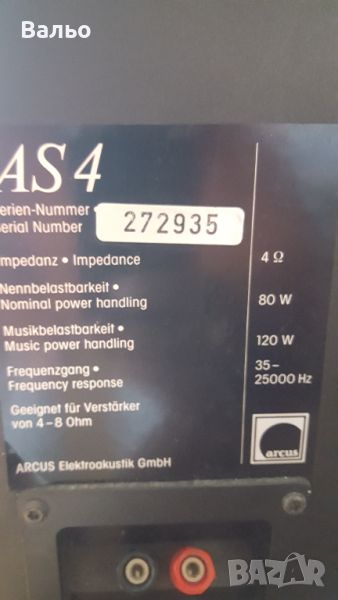 Вальо
AS 4
erien-Nummer •
erial Number
272935
mpedanz • Impedance
4 Ω
Nennbelastbarkeit •
Nominal power handling
80 W
Musikbelastbarkeit •
Music power handling
120 W
Frequenzgang •
Frequency response
35–
25000 Hz
Geeignet für Verstärker
von 4–8 Ohm
arcus
ARCUS Elektroakustik GmbH
BAZAR